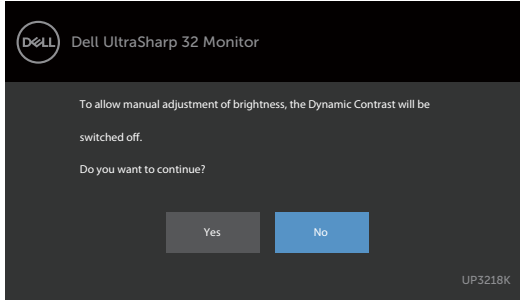 DELL
Dell UltraSharp 32 Monitor
To allow manual adjustment of brightness, the Dynamic Contrast will be
switched off.
Do you want to continue?
Yes
No
UP3218K